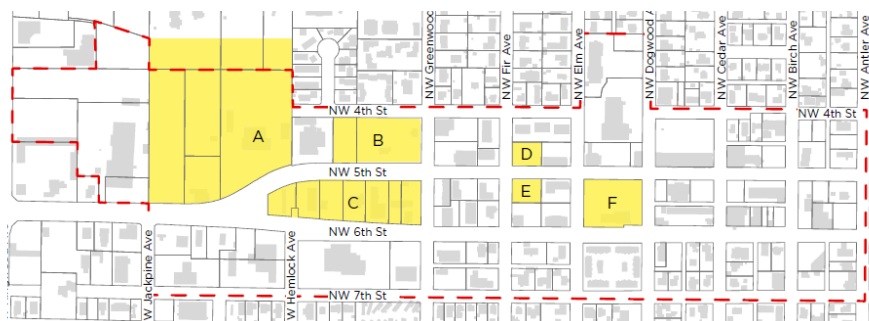 NW Greenwood
NW Fir Ave
NW Elm Ave
NW Dogwood A
NW Cedar Ave
NW Birch Ave
NW Antler Ave
NW 4th St
NW 4th St
A
B
D
NW 5th St
C
E
F
NW 6th St
W Jackpine Ave
W Hemlock Ave
NW 7th St